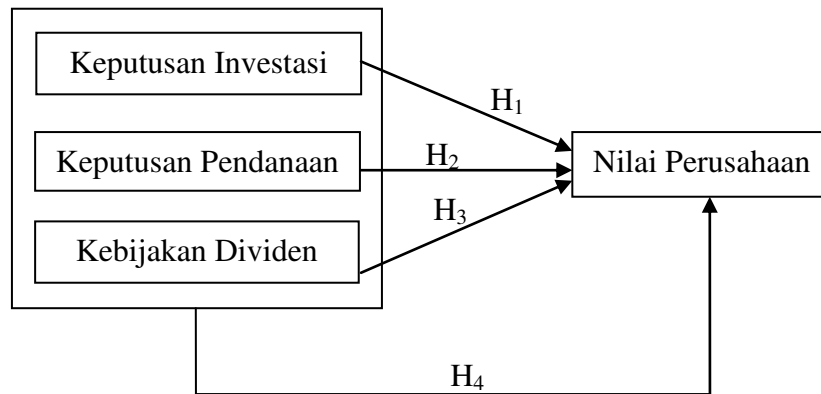 Keputusan Investasi
H₁
Keputusan Pendanaan
H₂
Nilai Perusahaan
H₃
Kebijakan Dividen
H₄